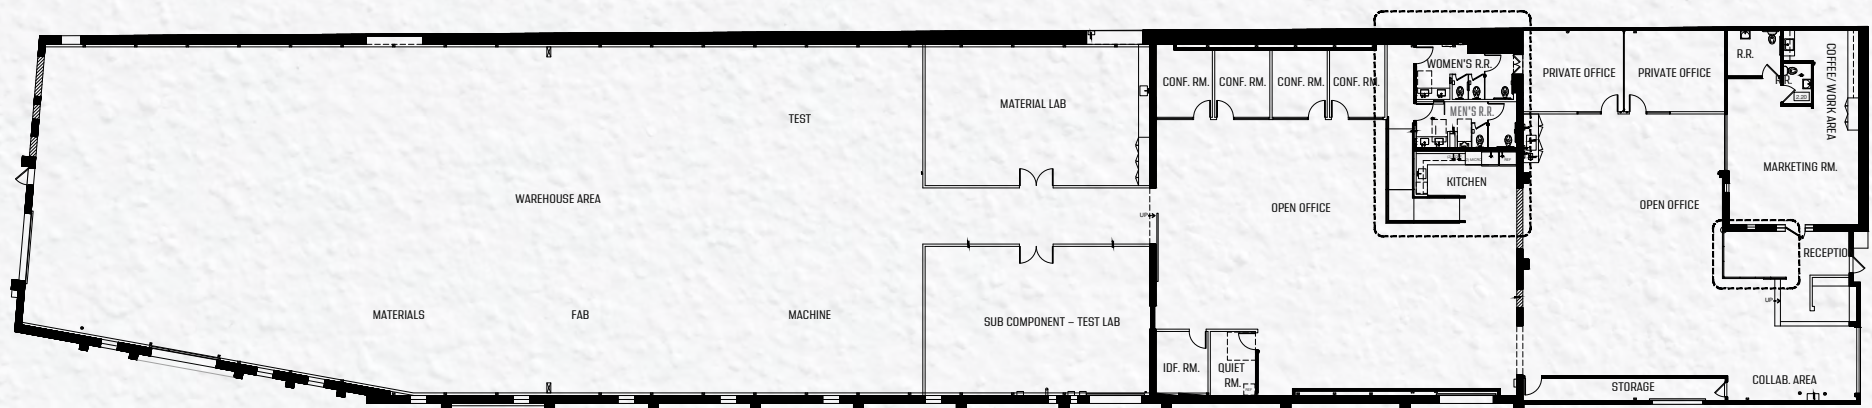 WOMEN'S R.R.
R.R.
COFFEE/WORK AREA
PRIVATE OFFICE
PRIVATE OFFICE
CONF. RM.
CONF. RM.
CONF. RM.
CONF. RM.
R.R.
MATERIAL LAB
MEN'S R.R.
TEST
MARKETING RM.
KITCHEN
WAREHOUSE AREA
OPEN OFFICE
OPEN OFFICE
UP
RECEPTIO
UP
MATERIALS
FAB
MACHINE
SUB COMPONENT – TEST LAB
IDF. RM.
QUIET
RM.
COLLAB. AREA
STORAGE